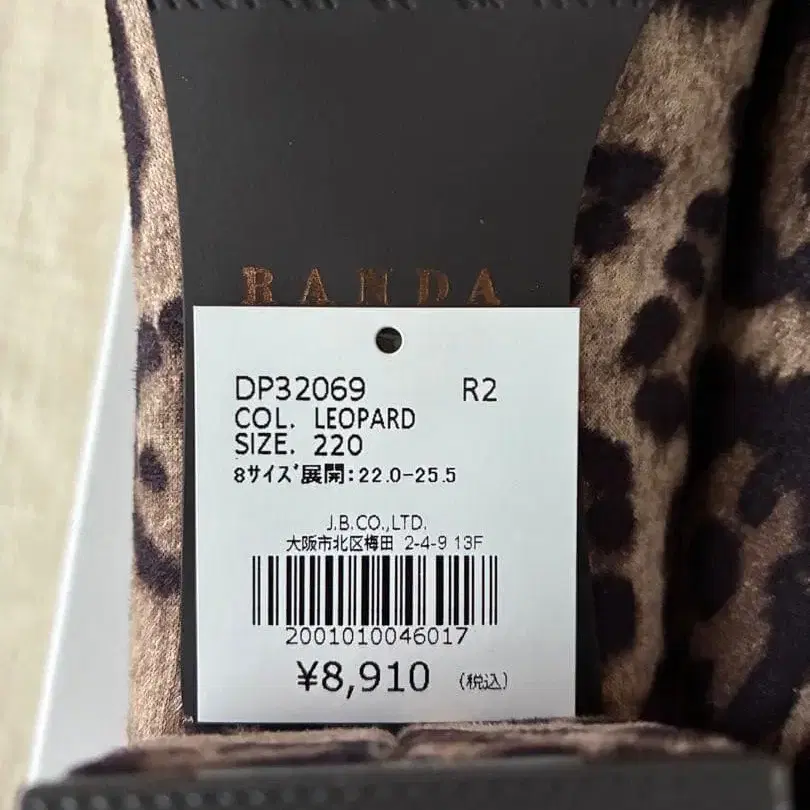 RANDA
DP32069 R2
COL. LEOPARD
SIZE. 220
8サイズ展開:22.0-25.5
J.B.CO.,LTD.
大阪市北区梅田 2-4-9 13F
2001010046017
¥8,910 (税込)